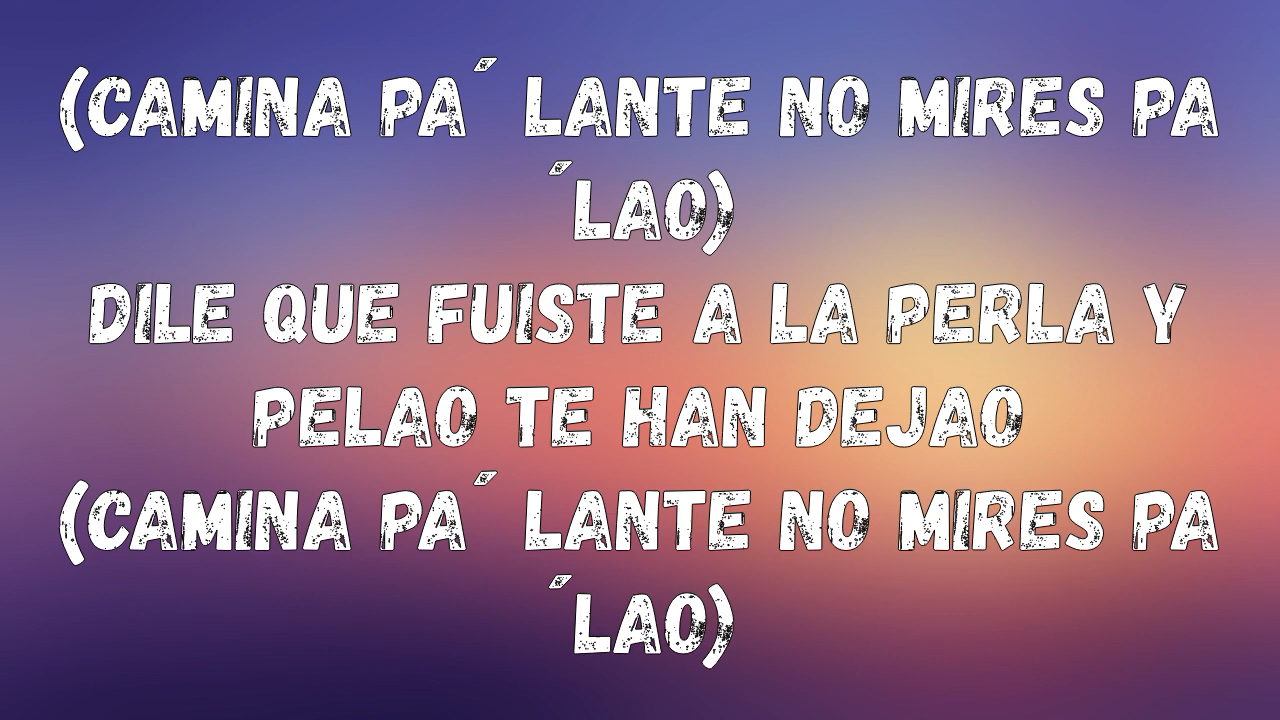 (CAMINA PA´ LANTE NO MIRES PA
´LAO)
DILE QUE FUISTE A LA PERLA Y
PELAO TE HAN DEJAO
(CAMINA PA´ LANTE NO MIRES PA
´LAO)